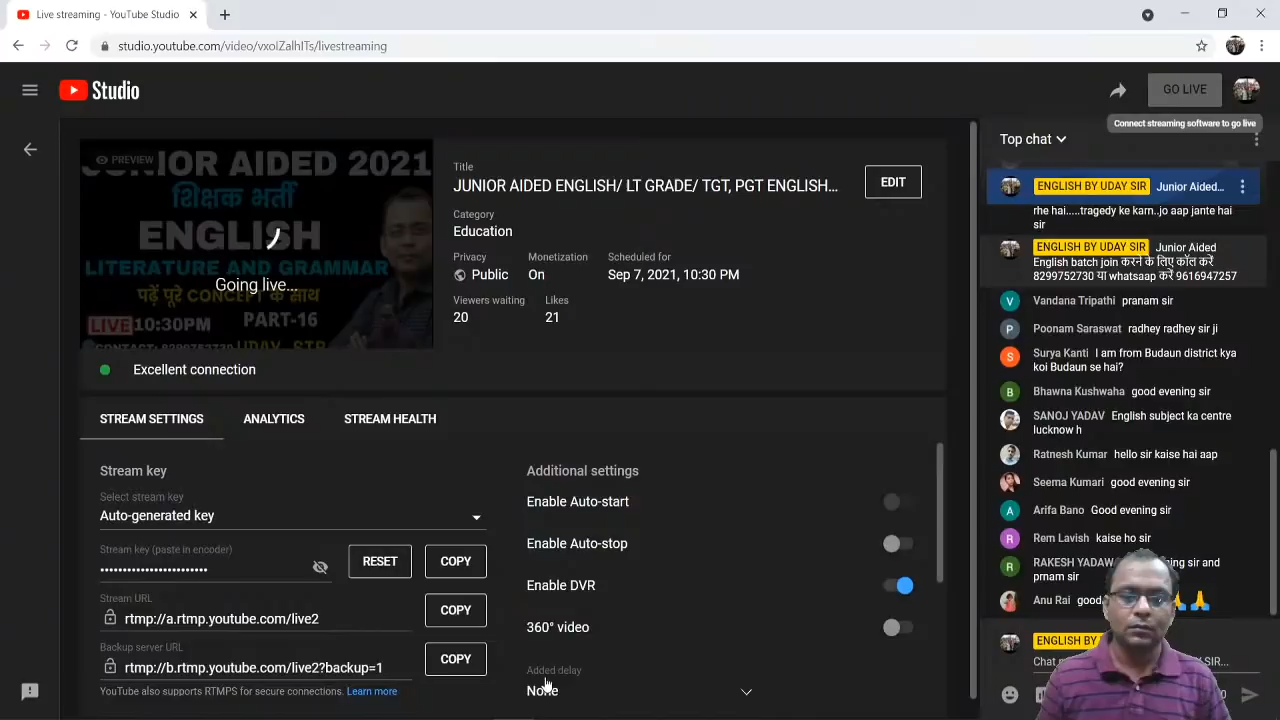 Live streaming - YouTube Studio
studio.youtube.com/video/vxoIZalhITs/livestreaming
Studio
GO LIVE
Connect streaming software to go live
PREVIEW
JUNIOR AIDED 2021
शिक्षक भर्ती
ENGLISH
LITERATURE AND GRAMMAR
Going live...
पढ़ें पूरे CONCEPT के साथ
LIVE 10:30PM PART-16
Title
JUNIOR AIDED ENGLISH/ LT GRADE/ TGT, PGT ENGLISH...
EDIT
Category
Education
Privacy Monetization Scheduled for
Public On Sep 7, 2021, 10:30 PM
Viewers waiting Likes
20 21
Excellent connection
STREAM SETTINGS ANALYTICS STREAM HEALTH
Stream key
Select stream key
Auto-generated key
Stream key (paste in encoder)
••••••••••••••••••••••••
RESET COPY
Stream URL
rtmp://a.rtmp.youtube.com/live2
COPY
Backup server URL
rtmp://b.rtmp.youtube.com/live2?backup=1
COPY
YouTube also supports RTMPS for secure connections. Learn more
Additional settings
Enable Auto-start
Enable Auto-stop
Enable DVR
360° video
Added delay
None
Top chat
ENGLISH BY UDAY SIR Junior Aided...
rhe hai.....tragedy ke karn..jo aap jante hai
sir
ENGLISH BY UDAY SIR Junior Aided
English batch join करने के लिए कॉल करें
8299752730 या whatsapp करें 9616947257
Vandana Tripathi pranam sir
Poonam Saraswat radhey radhey sir ji
Surya Kanti I am from Budaun district kya
koi Budaun se hai?
Bhawna Kushwaha good evening sir
SANOJ YADAV English subject ka centre
lucknow h
Ratnesh Kumar hello sir kaise hai aap
Seema Kumari good evening sir
Arifa Bano Good evening sir
Rem Lavish kaise ho sir
RAKESH YADAW sir and
prnam sir
Anu Rai good
ENGLISH BY